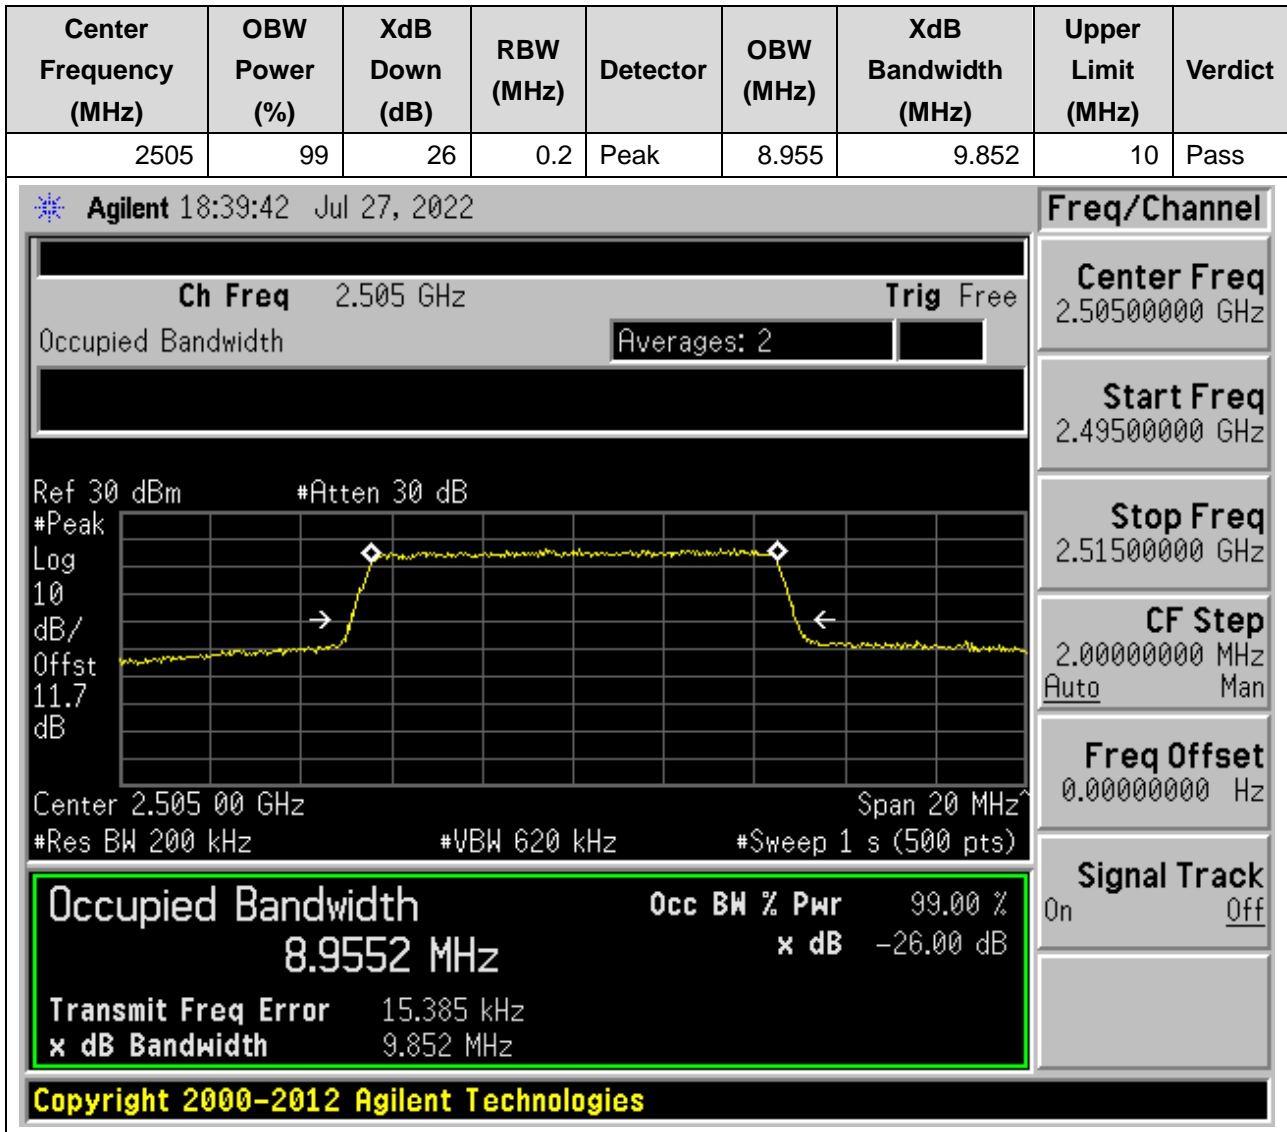 Center Frequency (MHz) OBW Power (%) XdB Down (dB) RBW (MHz) Detector OBW (MHz) XdB Bandwidth (MHz) Upper Limit (MHz) Verdict
2505 99 26 0.2 Peak 8.955 9.852 10 Pass
Agilent 18:39:42 Jul 27, 2022
Ch Freq 2.505 GHz Trig Free
Occupied Bandwidth Averages: 2
Ref 30 dBm #Atten 30 dB
#Peak
Log
10
dB/
Offst
11.7
dB
Center 2.505 00 GHz Span 20 MHz^
#Res BW 200 kHz #VBW 620 kHz #Sweep 1 s (500 pts)
Occupied Bandwidth Occ BW % Pwr 99.00 %
8.9552 MHz x dB -26.00 dB
Transmit Freq Error 15.385 kHz
x dB Bandwidth 9.852 MHz
Freq/Channel
Center Freq
2.50500000 GHz
Start Freq
2.49500000 GHz
Stop Freq
2.51500000 GHz
CF Step
2.00000000 MHz
Auto Man
Freq Offset
0.00000000 Hz
Signal Track
On Off
Copyright 2000-2012 Agilent Technologies